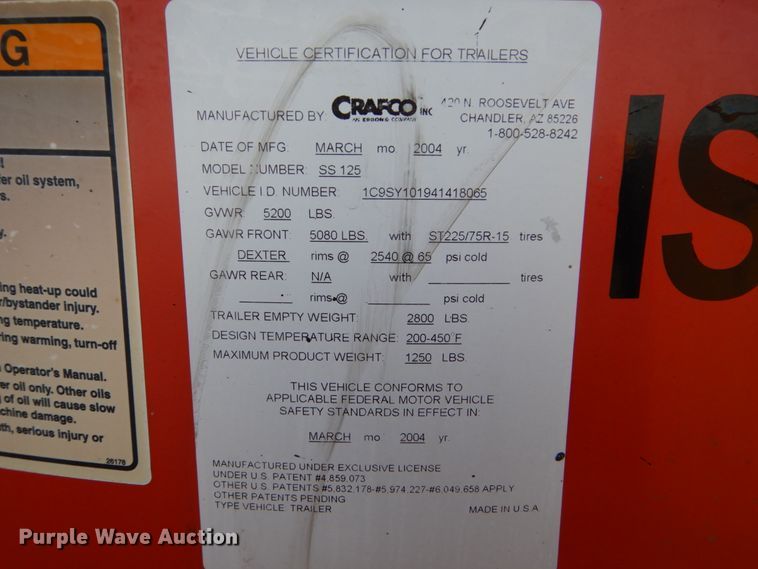 G
!
er oil system,
s.
y.
ing heat-up could
r/bystander injury.
ng temperature.
ring warming, turn-off
Operator's Manual.
er oil only. Other oils
of oil will cause slow
chine damage.
th, serious injury or
26178
VEHICLE CERTIFICATION FOR TRAILERS
MANUFACTURED BY CRAFCO INC
N. ROOSEVELT AVE
CHANDLER, AZ 85226
1-800-528-8242
DATE OF MFG. MARCH mo. 2004 yr.
MODEL NUMBER: SS 125
VEHICLE I.D. NUMBER: 1C9SY101941418065
GVWR 5200 LBS.
GAWR FRONT: 5080 LBS. with ST225/75R-15 tires
DEXTER rims @ 2540 @ 65 psi cold
GAWR REAR: N/A with tires
rims @ psi cold
TRAILER EMPTY WEIGHT: 2800 LBS
DESIGN TEMPERATURE RANGE: 200-450°F
MAXIMUM PRODUCT WEIGHT: 1250 LBS.
THIS VEHICLE CONFORMS TO
APPLICABLE FEDERAL MOTOR VEHICLE
SAFETY STANDARDS IN EFFECT IN:
MARCH mo. 2004 yr.
MANUFACTURED UNDER EXCLUSIVE LICENSE
UNDER U.S. PATENT #4.859.073
OTHER U.S. PATENTS #5.832.178-#5.974.227-#6.049.658 APPLY
OTHER PATENTS PENDING
TYPE VEHICLE TRAILER MADE IN U.S.A
IS
Purple Wave Auction